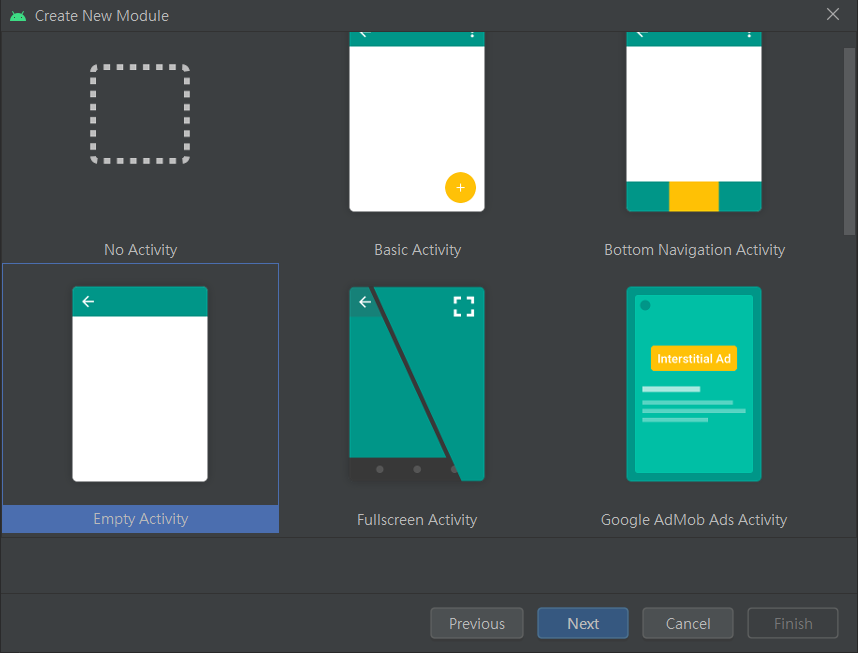 Create New Module
No Activity
Basic Activity
Bottom Navigation Activity
Interstitial Ad
Empty Activity
Fullscreen Activity
Google AdMob Ads Activity
Previous
Next
Cancel
Finish